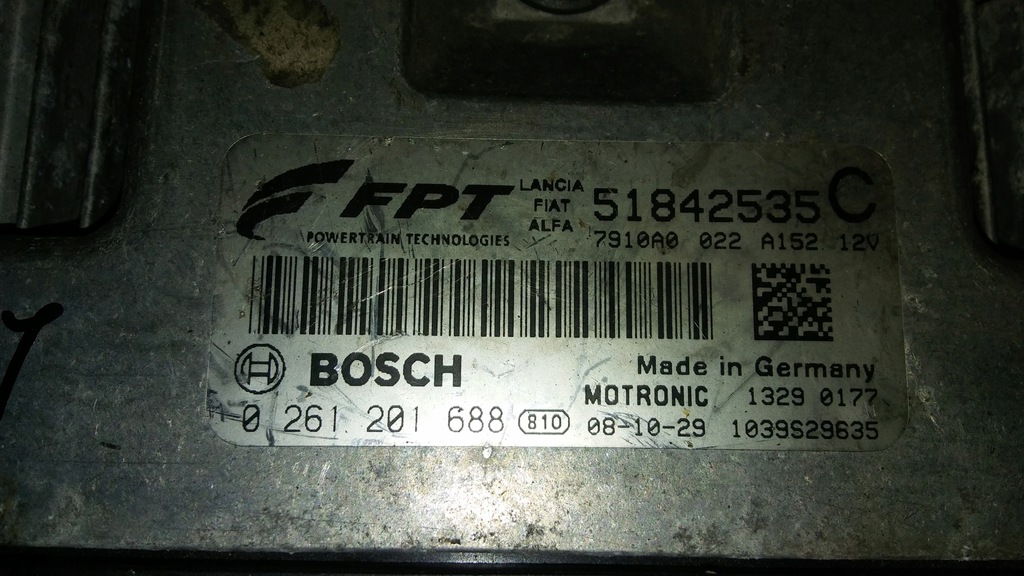 FPT
POWERTRAIN TECHNOLOGIES
LANCIA
FIAT
ALFA
51842535 C
7910A0 022 A152 12V
BOSCH
Made in Germany
MOTRONIC 1329 0177
0 261 201 688 810 08-10-29 1039S29635